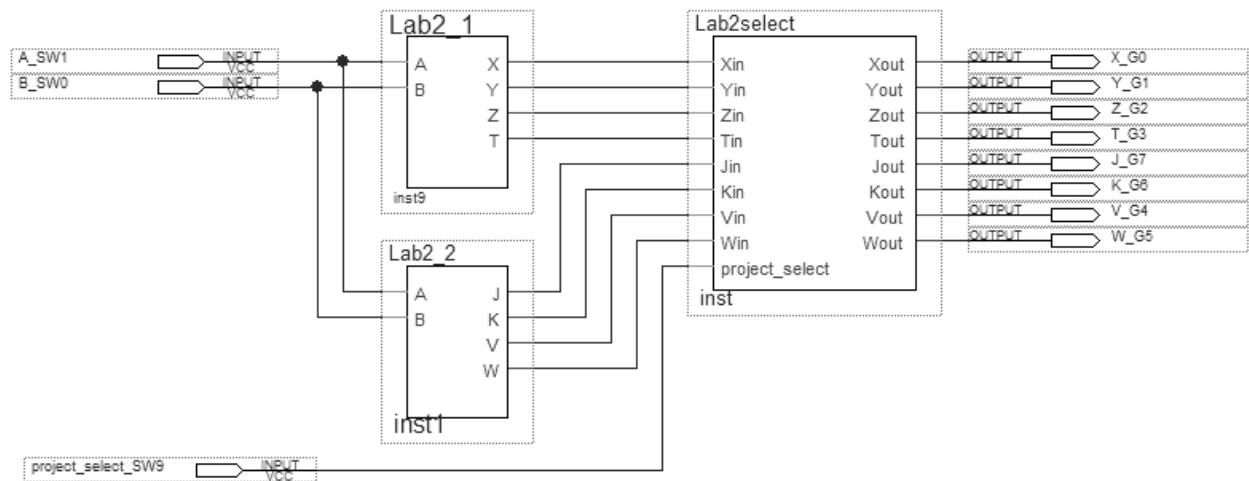 Lab2_1
Lab2select
A_SW1 INPUT VCC
B_SW0 INPUT VCC
A X
B Y
Z
T
inst9
Xin Xout
Yin Yout
Zin Zout
Tin Tout
Jin Jout
Kin Kout
Vin Vout
Win Wout
project_select
inst
OUTPUT X_G0
OUTPUT Y_G1
OUTPUT Z_G2
OUTPUT T_G3
OUTPUT J_G7
OUTPUT K_G6
OUTPUT V_G4
OUTPUT W_G5
Lab2_2
A J
B K
V
W
inst1
project_select_SW9 INPUT VCC